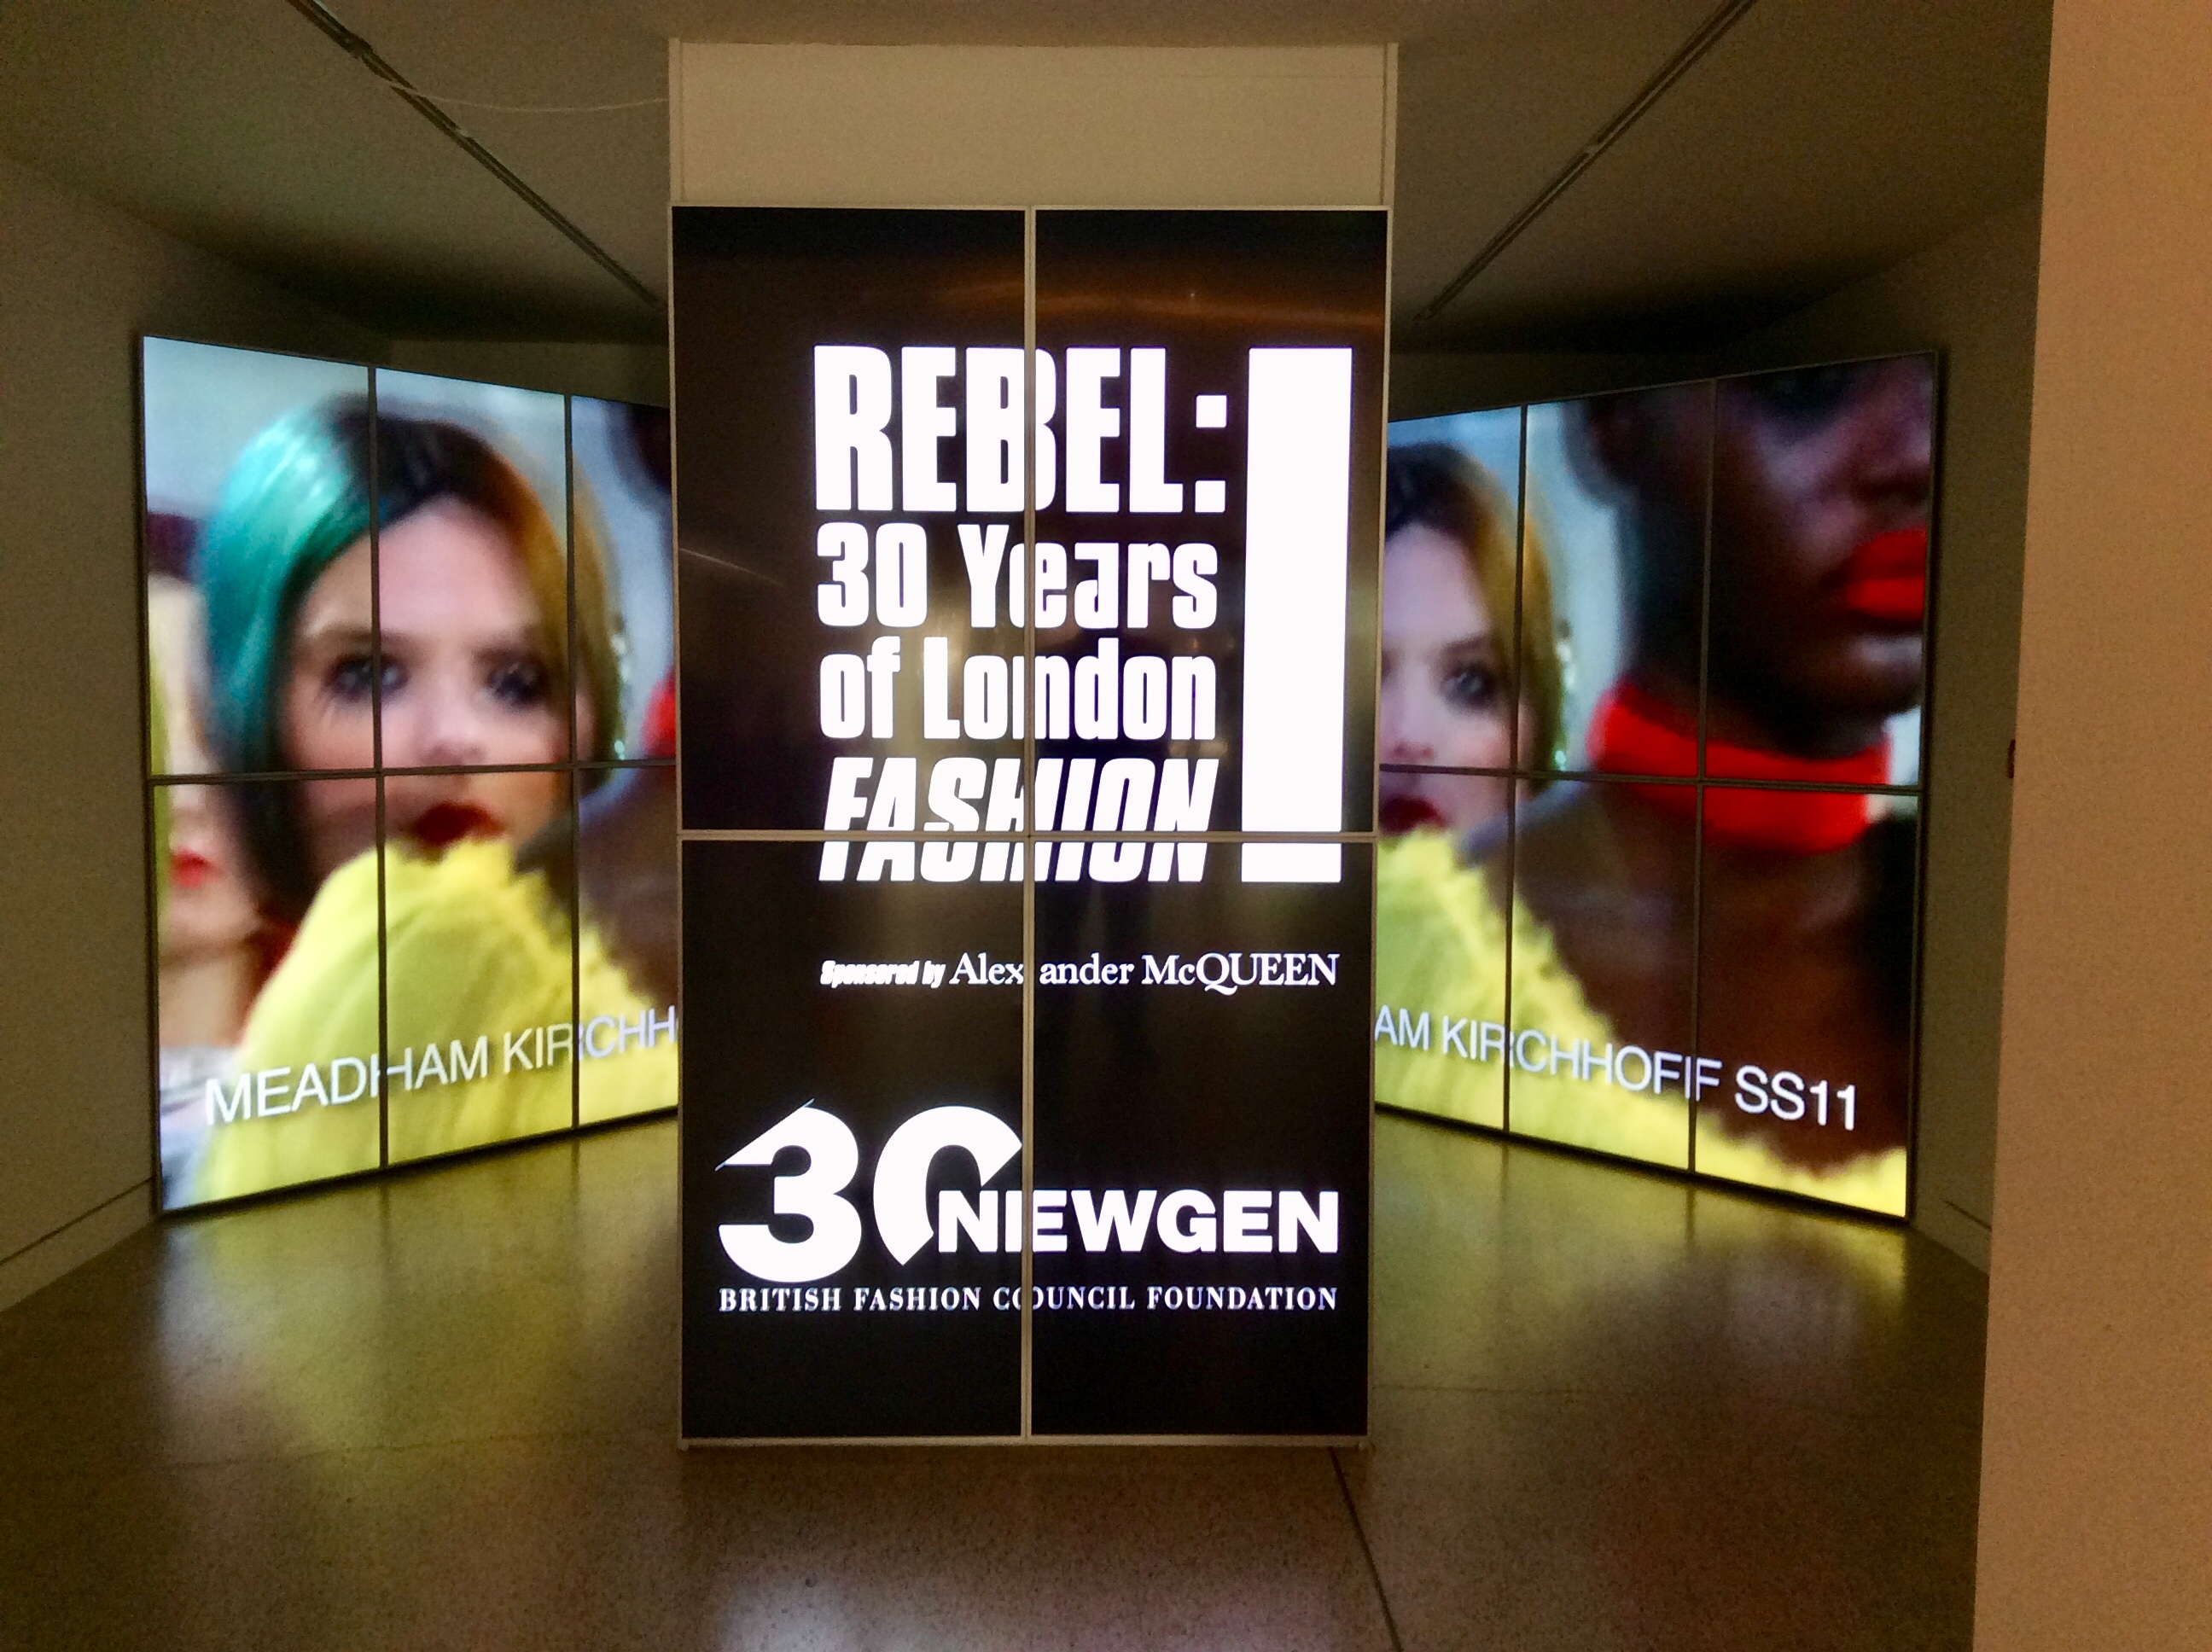 REBEL:
30 Years
of London
FASHION
Sponsored by Alexander McQUEEN
30 NEWGEN
BRITISH FASHION COUNCIL FOUNDATION
MEADHAM KIRCHH
AM KIRCHHOFF SS11